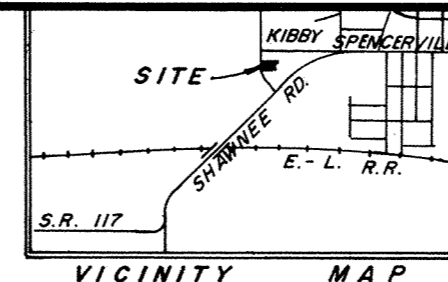 KIBBY SPENCERVIL
SITE
SHAWNEE RD.
E.-L. R.R.
S.R. 117
VICINITY MAP